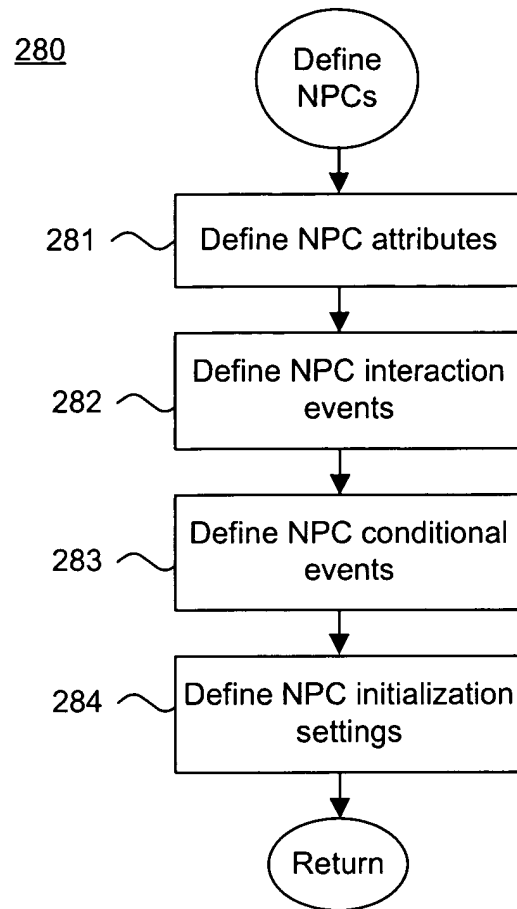 280
Define
NPCs
281
Define NPC attributes
282
Define NPC interaction
events
283
Define NPC conditional
events
284
Define NPC initialization
settings
Return